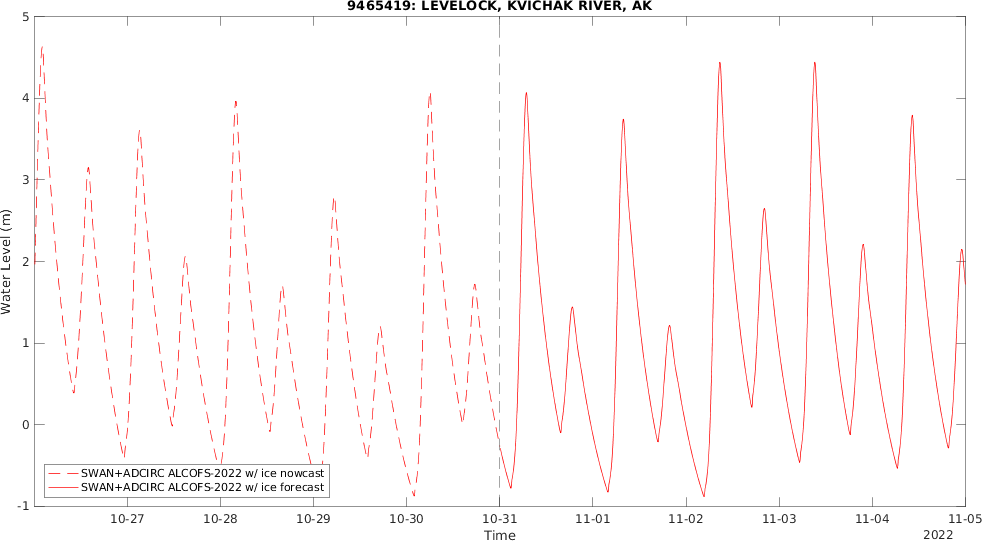 9465419: LEVELOCK, KVICHAK RIVER, AK
5
4
3
2
1
0
-1
Water Level (m)
SWAN+ADCIRC ALCOFS-2022 w/ ice nowcast
SWAN+ADCIRC ALCOFS-2022 w/ ice forecast
10-27 10-28 10-29 10-30 10-31 11-01 11-02 11-03 11-04 11-05
Time
2022